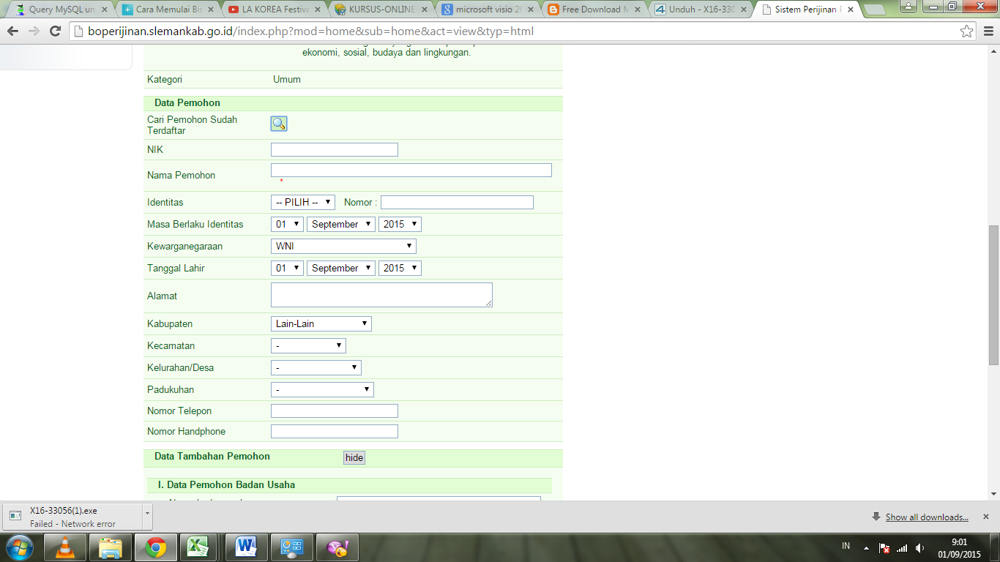 Query MySQL un
Cara Memulai Bis
LA KOREA Festiva
KURSUS-ONLINE
microsoft visio 20
Free Download M
Unduh - X16-330
Sistem Perijinan P
boperijinan.slemankab.go.id/index.php?mod=home&sub=home&act=view&typ=html
ekonomi, sosial, budaya dan lingkungan.
Kategori Umum
Data Pemohon
Cari Pemohon Sudah
Terdaftar
NIK
Nama Pemohon
*
Identitas -- PILIH -- Nomor :
Masa Berlaku Identitas 01 September 2015
Kewarganegaraan WNI
Tanggal Lahir 01 September 2015
Alamat
Kabupaten Lain-Lain
Kecamatan -
Kelurahan/Desa -
Padukuhan -
Nomor Telepon
Nomor Handphone
Data Tambahan Pemohon hide
I. Data Pemohon Badan Usaha
X16-33056(1).exe
Failed - Network error
Show all downloads...
IN
9:01
01/09/2015